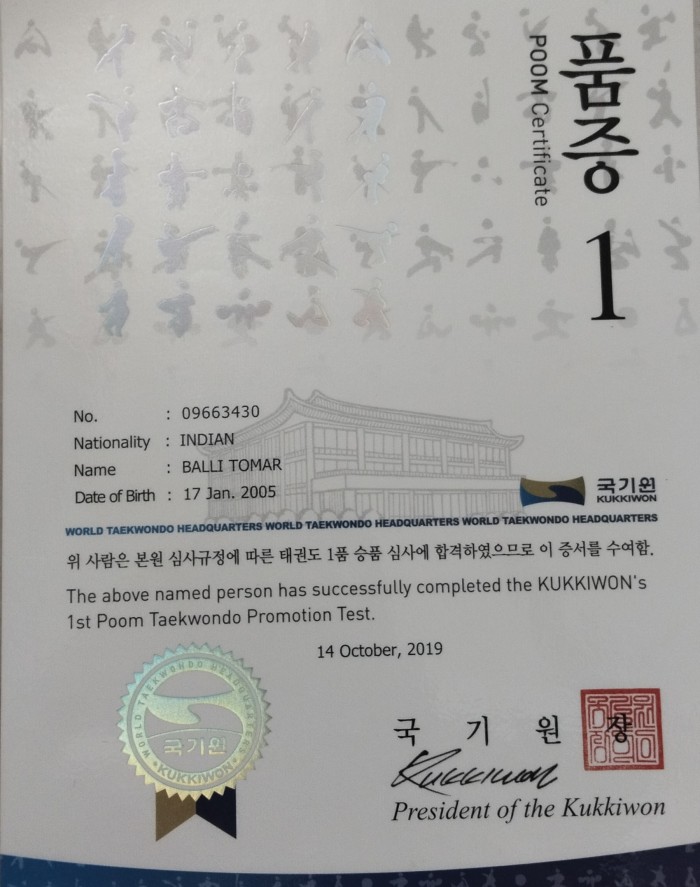 품증
POOM Certificate
1
No. : 09663430
Nationality : INDIAN
Name : BALLI TOMAR
Date of Birth : 17 Jan. 2005
국기원
KUKKIWON
WORLD TAEKWONDO HEADQUARTERS WORLD TAEKWONDO HEADQUARTERS WORLD TAEKWONDO HEADQUARTERS
위 사람은 본원 심사규정에 따른 태권도 1품 승품 심사에 합격하였으므로 이 증서를 수여함.
The above named person has successfully completed the KUKKIWON's
1st Poom Taekwondo Promotion Test.
14 October, 2019
WORLD TAEKWONDO HEADQUARTERS
국기원
KUKKIWON
국 기 원 장
Kukkiwon
President of the Kukkiwon